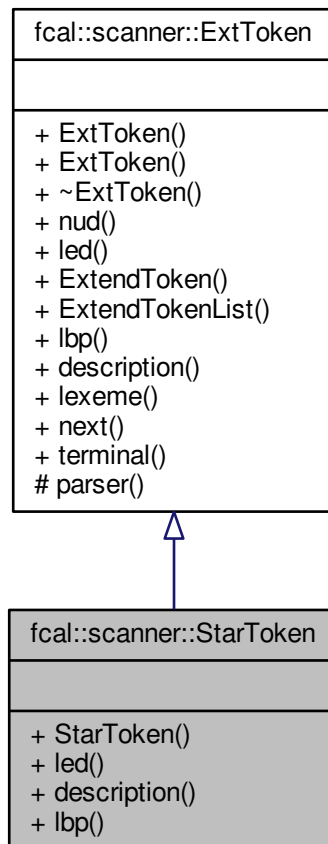 fcal::scanner::ExtToken
+ ExtToken()
+ ExtToken()
+ ~ExtToken()
+ nud()
+ led()
+ ExtendToken()
+ ExtendTokenList()
+ lbp()
+ description()
+ lexeme()
+ next()
+ terminal()
# parser()
fcal::scanner::StarToken
+ StarToken()
+ led()
+ description()
+ lbp()